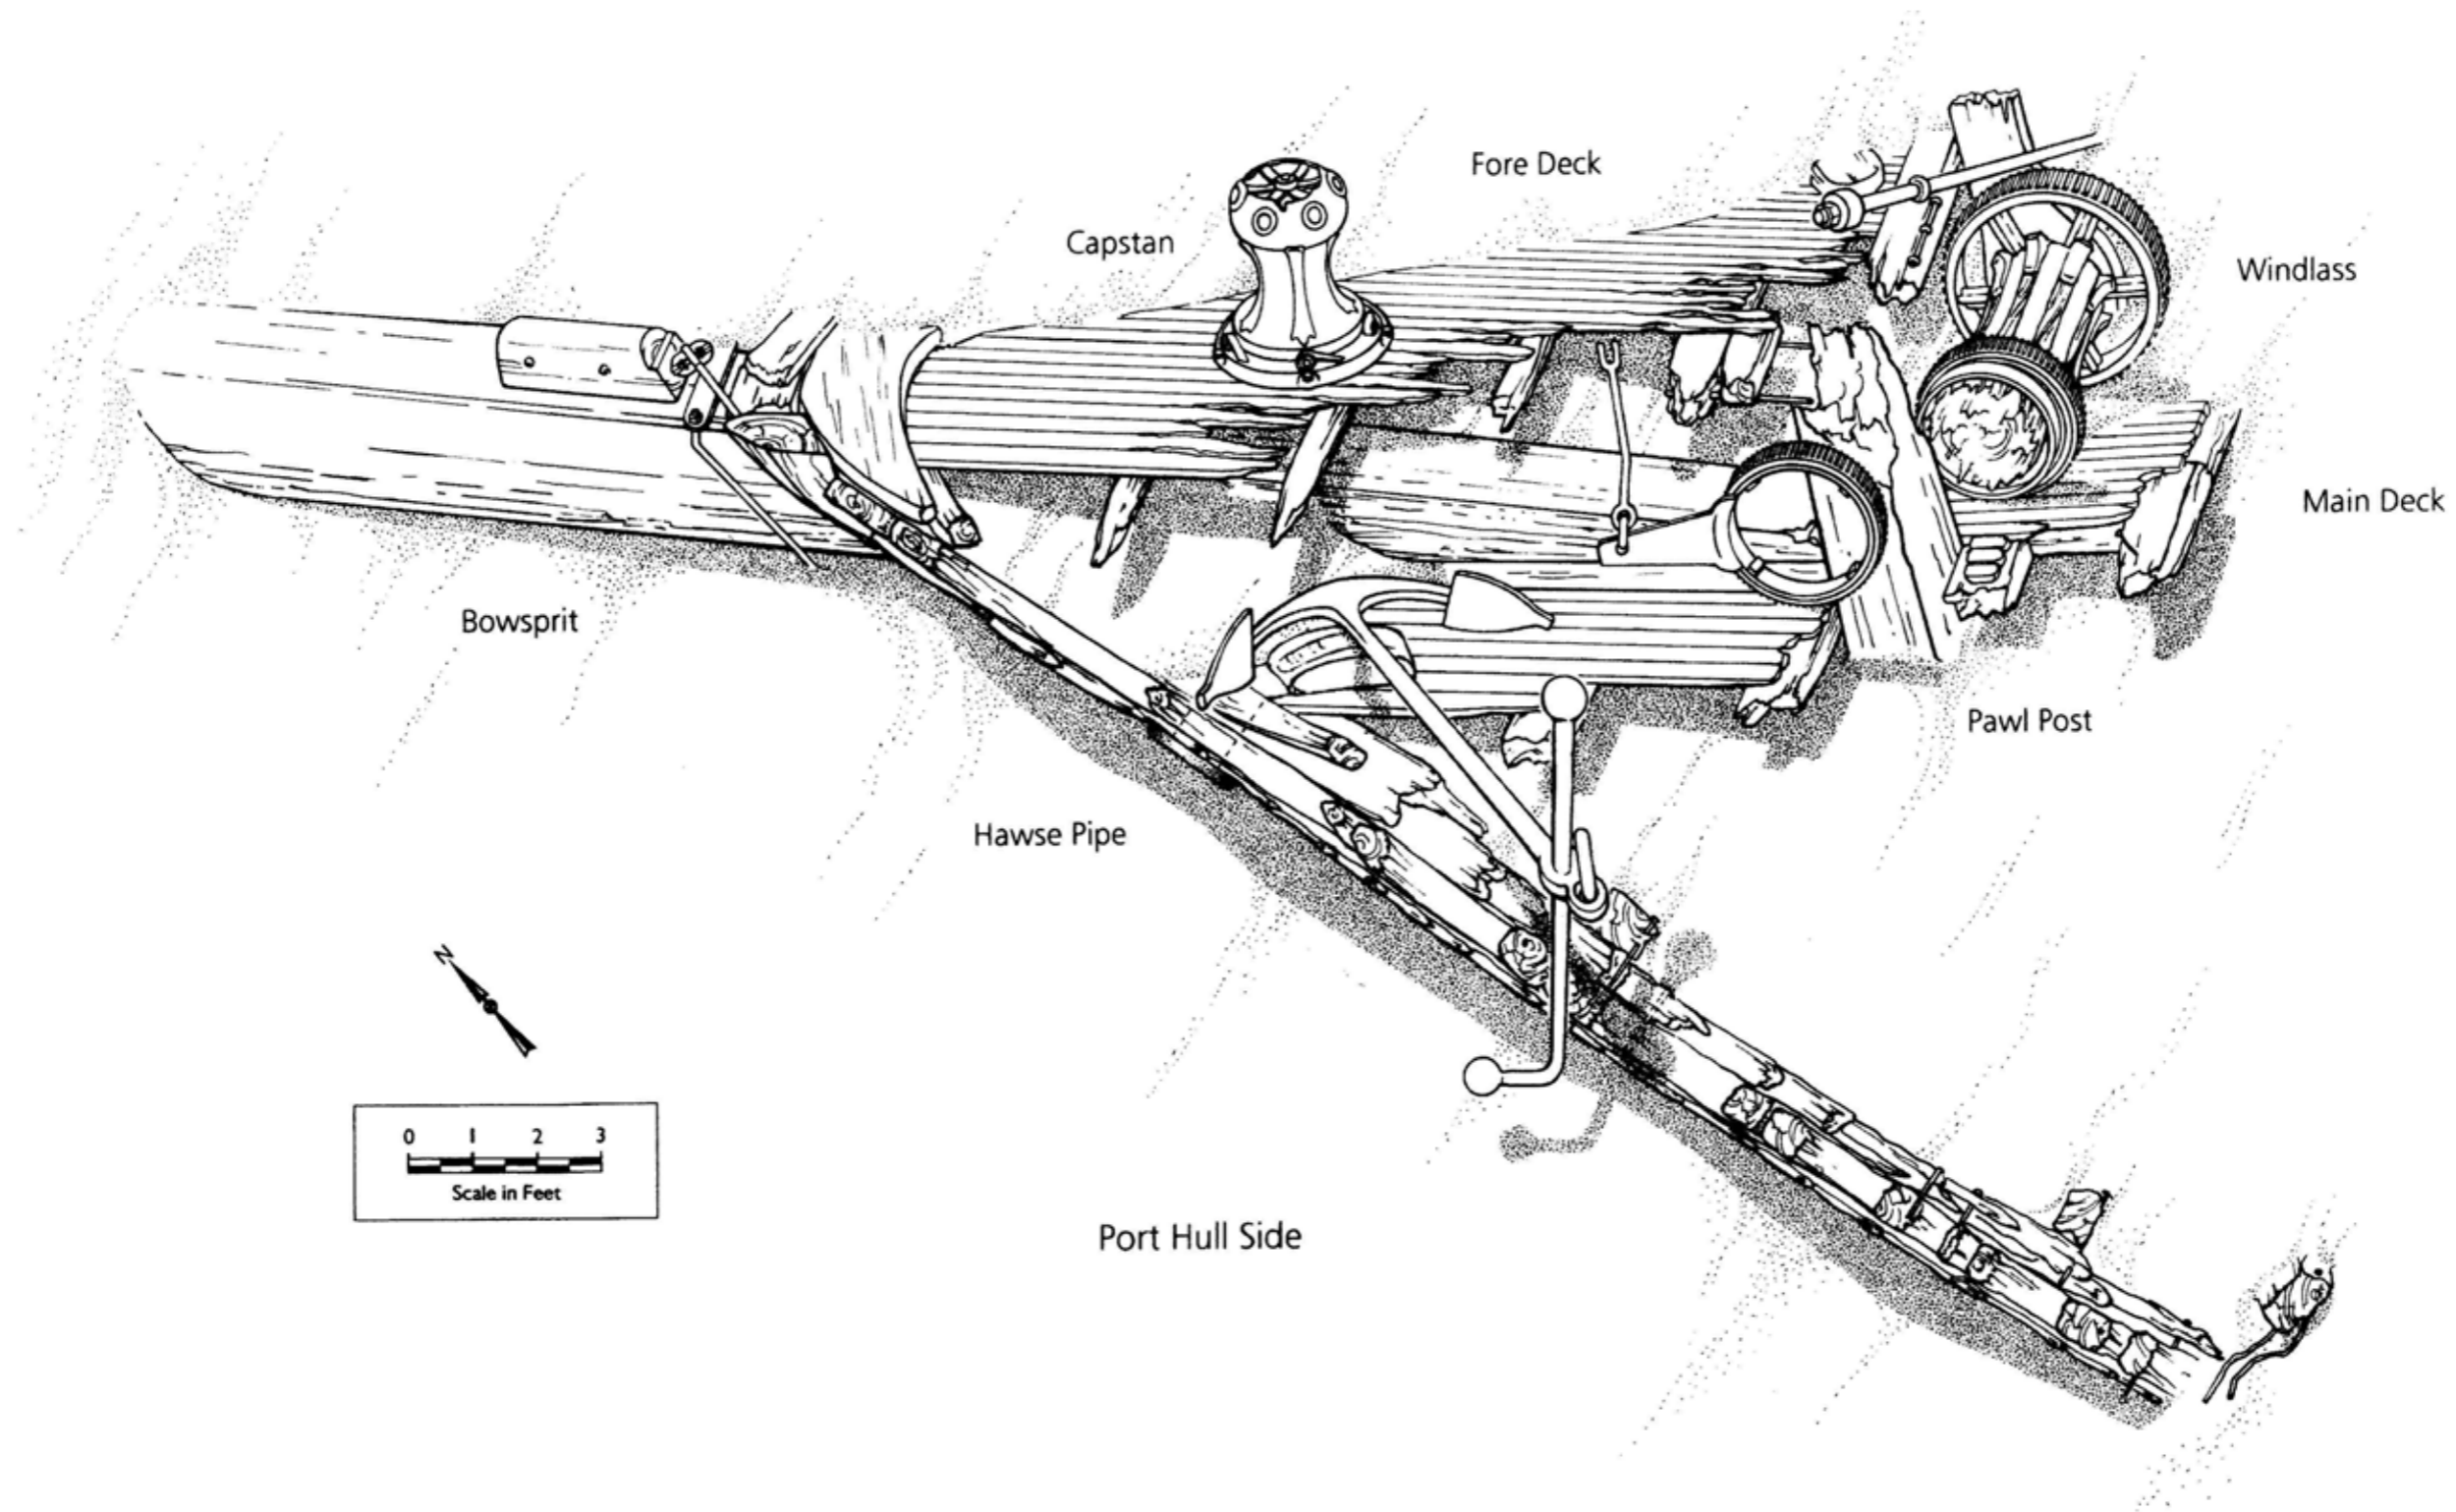 Fore Deck
Capstan
Windlass
Main Deck
Bowsprit
Pawl Post
Hawse Pipe
N
0 1 2 3
Scale in Feet
Port Hull Side